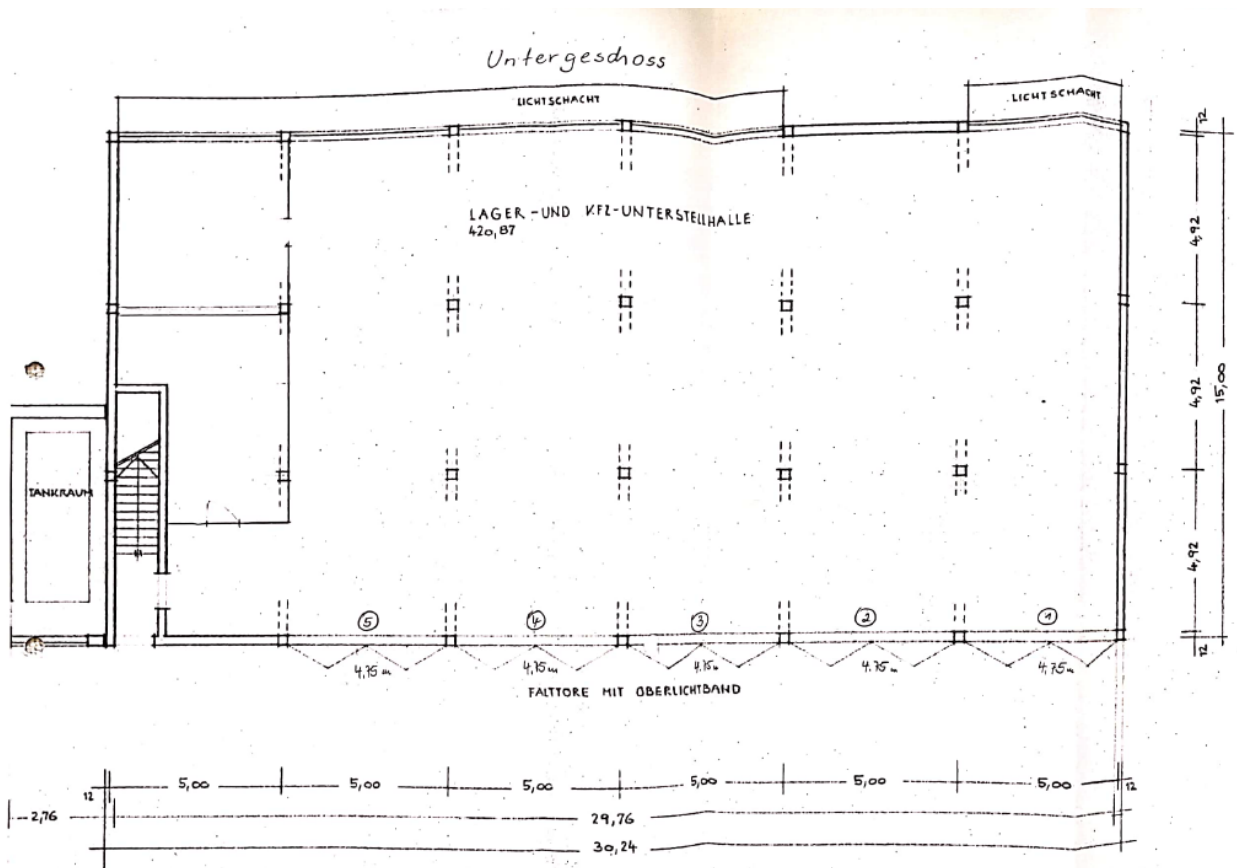 Untergeschoss
LICHTSCHACHT
LICHTSCHACHT
12
LAGER-UND KFZ-UNTERSTELLHALLE
420,87
4,92
4,92
15,00
TANKRAUM
4,92
5
4
3
2
1
12
4,75 m
4,75 m
4,75 m
4.75 m
4,75 m
FALTTORE MIT OBERLICHTBAND
5,00
5,00
5,00
5,00
5,00
5,00
12
12
2,76
29,76
30,24